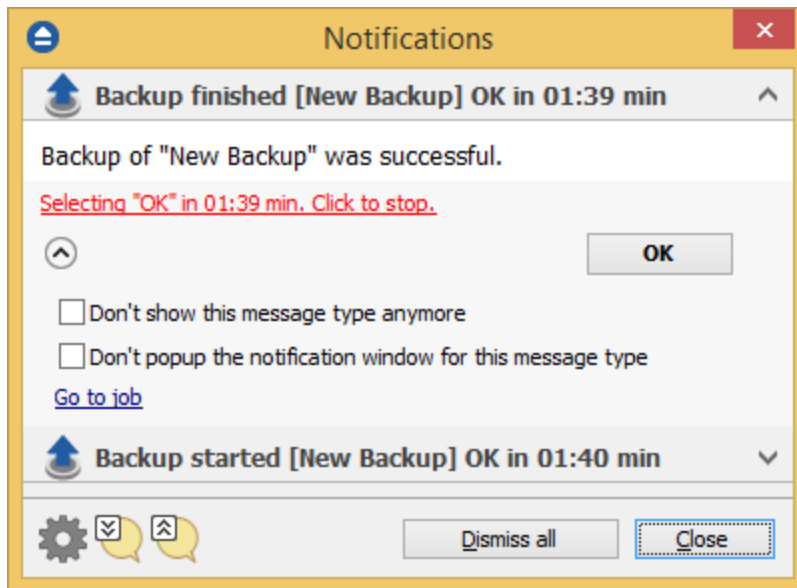 Notifications
Backup finished [New Backup] OK in 01:39 min
Backup of "New Backup" was successful.
Selecting "OK" in 01:39 min. Click to stop.
OK
Don't show this message type anymore
Don't popup the notification window for this message type
Go to job
Backup started [New Backup] OK in 01:40 min
Dismiss all
Close